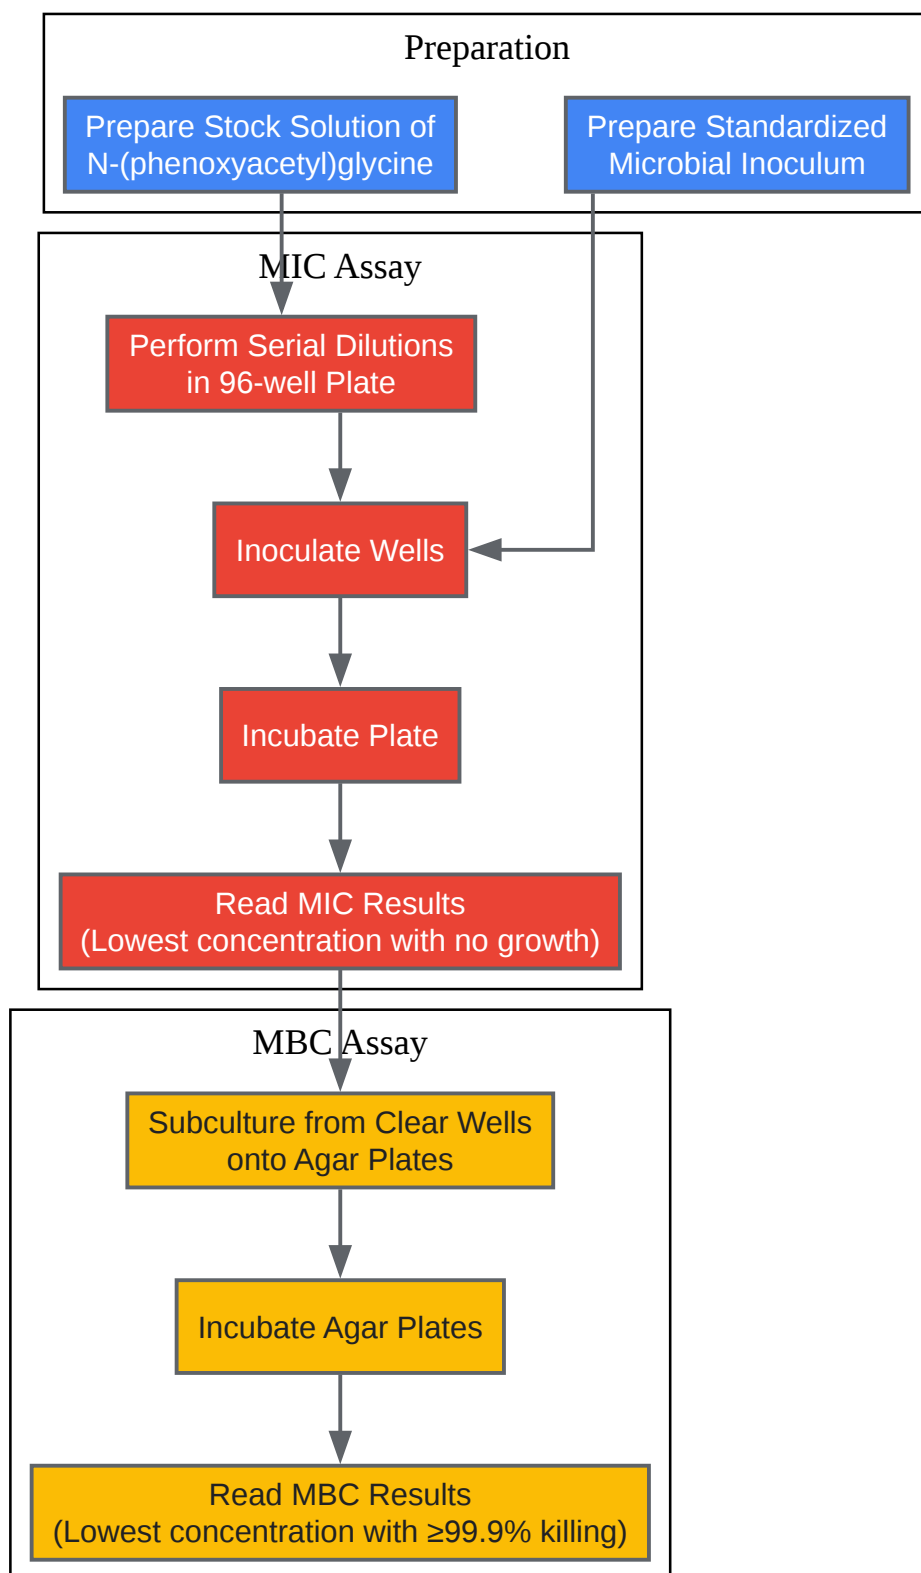 Preparation
Prepare Stock Solution of
N-(phenoxyacetyl)glycine
Prepare Standardized
Microbial Inoculum
MIC Assay
Perform Serial Dilutions
in 96-well Plate
Inoculate Wells
Incubate Plate
Read MIC Results
(Lowest concentration with no growth)
MBC Assay
Subculture from Clear Wells
onto Agar Plates
Incubate Agar Plates
Read MBC Results
(Lowest concentration with ≥99.9% killing)